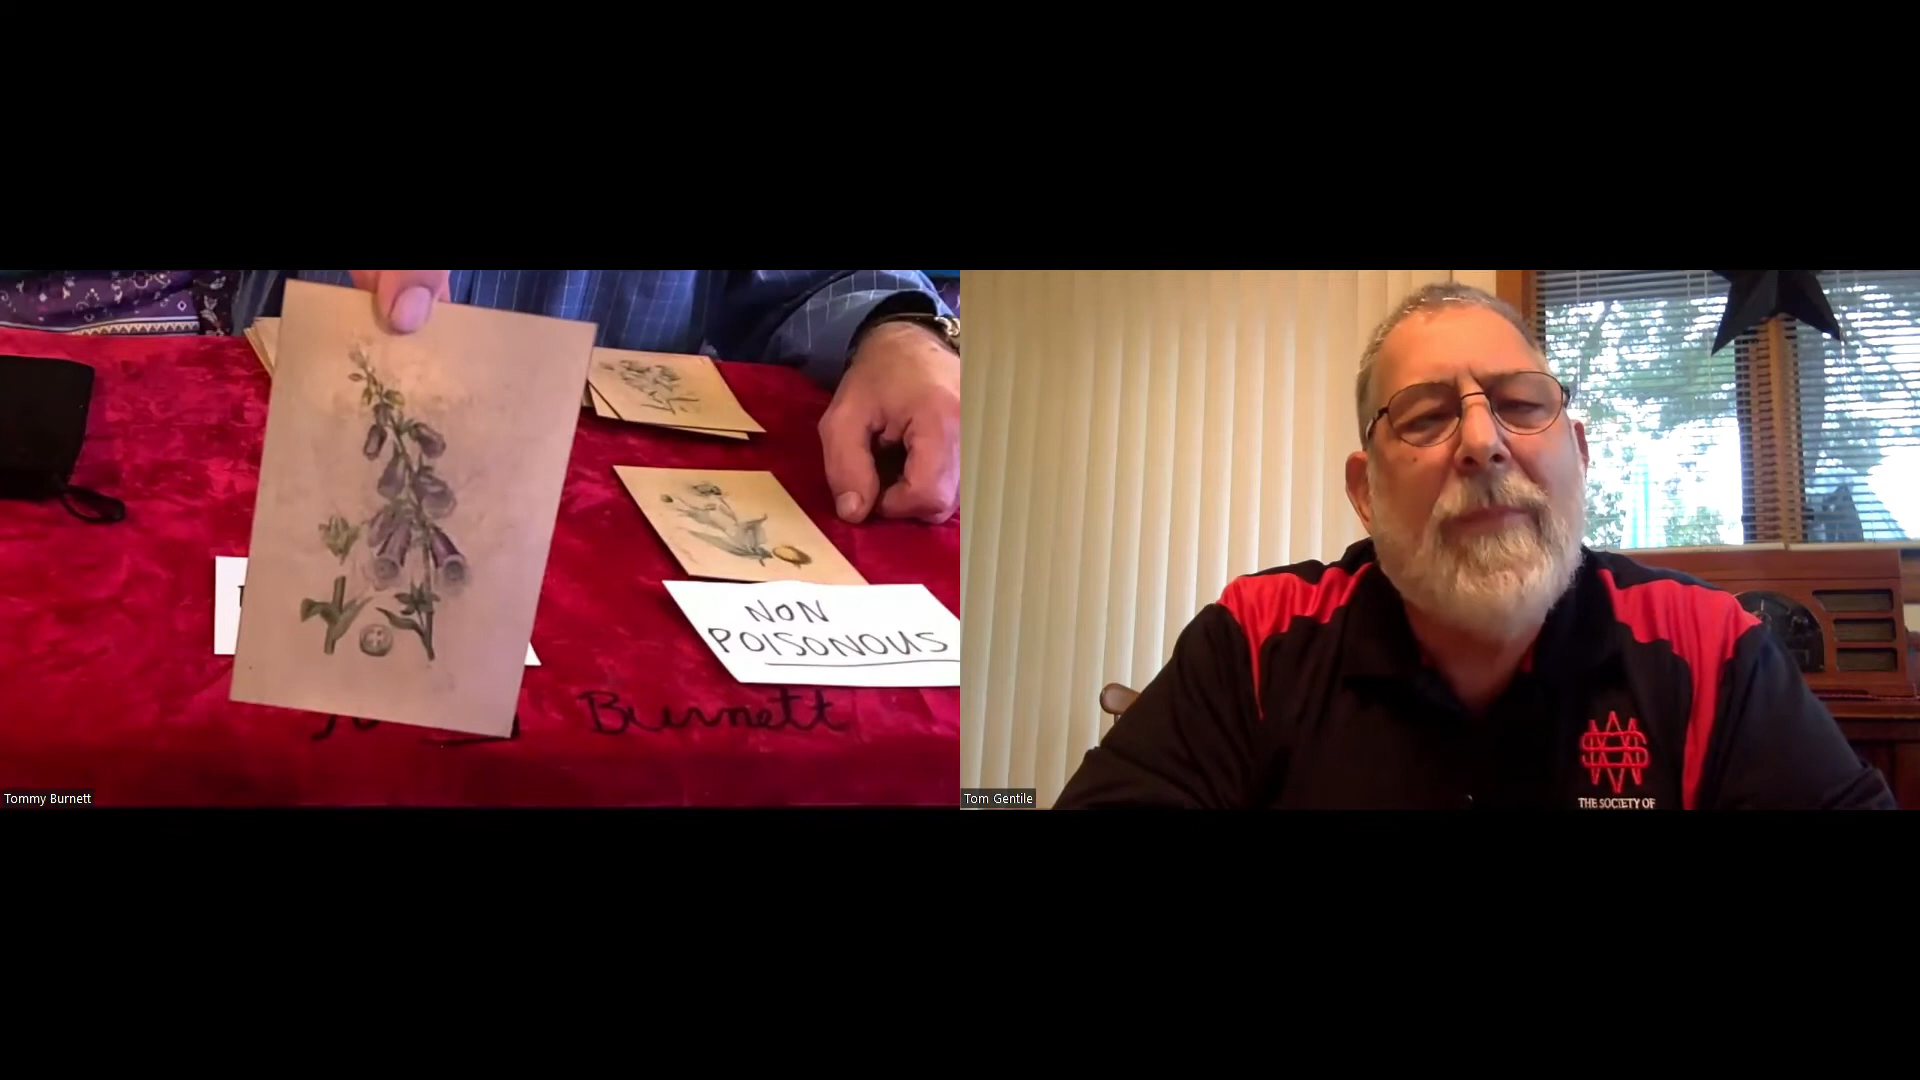 NON
POISONOUS
Burnett
Tommy Burnett
Tom Gentile
THE SOCIETY OF